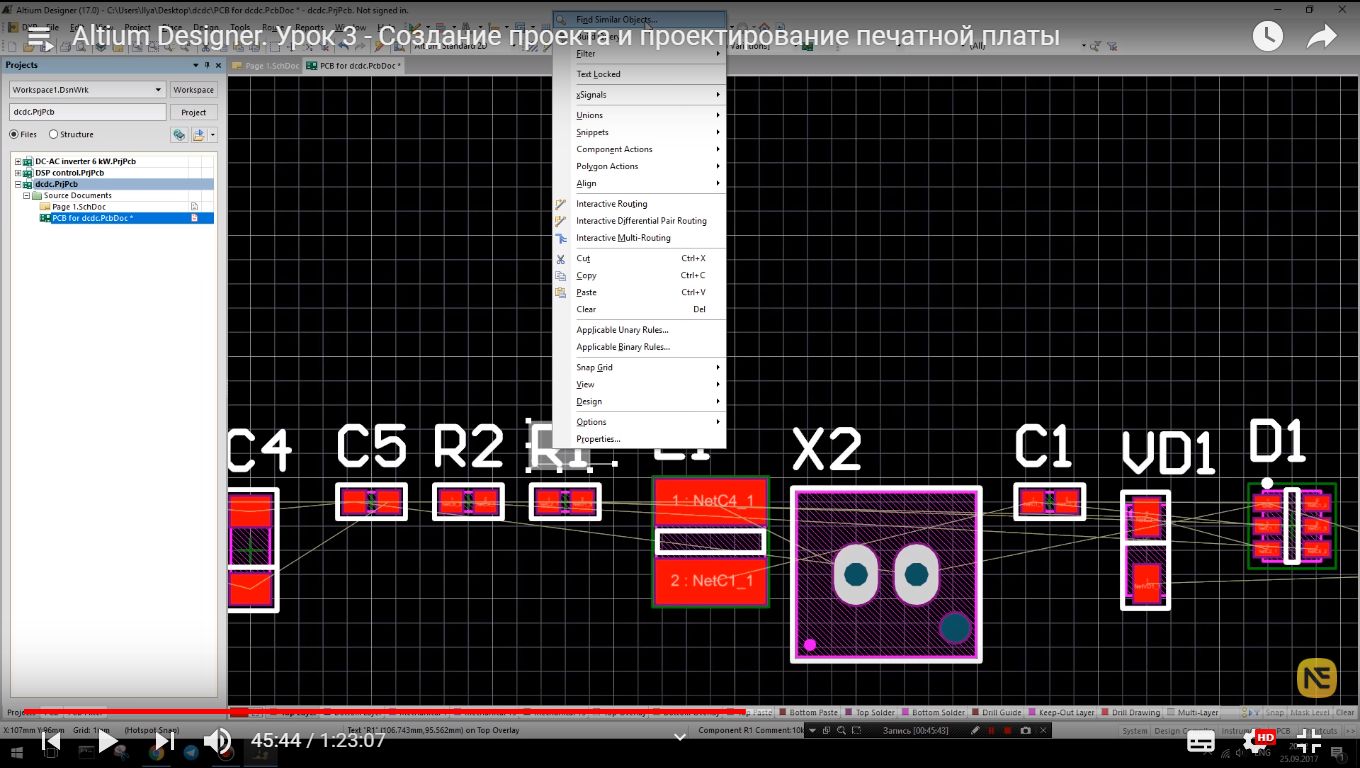 Altium Designer (17.0) - C:\Users\Ilya\Desktop\dcdc\PCB for dcdc.PcbDoc * - dcdc.PrjPcb. Not signed in.
Altium Designer. Урок 3 - Создание проекта и проектирование печатной платы
Projects
Page 1.SchDoc
PCB for dcdc.PcbDoc *
Workspace1.DsnWrk
Workspace
dcdc.PrjPcb
Project
Files
Structure
DC-AC inverter 6 kW.PrjPcb
DSP control.PrjPcb
dcdc.PrjPcb
Source Documents
Page 1.SchDoc
PCB for dcdc.PcbDoc *
Find Similar Objects...
Filter
Text Locked
xSignals
Unions
Snippets
Component Actions
Polygon Actions
Align
Interactive Routing
Interactive Differential Pair Routing
Interactive Multi-Routing
Cut Ctrl+X
Copy Ctrl+C
Paste Ctrl+V
Clear Del
Applicable Unary Rules...
Applicable Binary Rules...
Snap Grid
View
Design
Options
Properties...
C4 C5 R2 R1 X2 C1 VD1 D1
1 : NetC4_1
2 : NetC1_1
NE
Bottom Paste Top Solder Bottom Solder Drill Guide Keep-Out Layer Drill Drawing Multi-Layer Snap Mask Level Clear
X:107mm Y:96mm Grid: 1mm (Hotspot Snap)
Text "R1" (106.743mm,95.562mm) on Top Overlay
Component R1 Comment:10k
Запись [00:45:43]
System
45:44 / 1:23:07
HD
ENG
25.09.2017